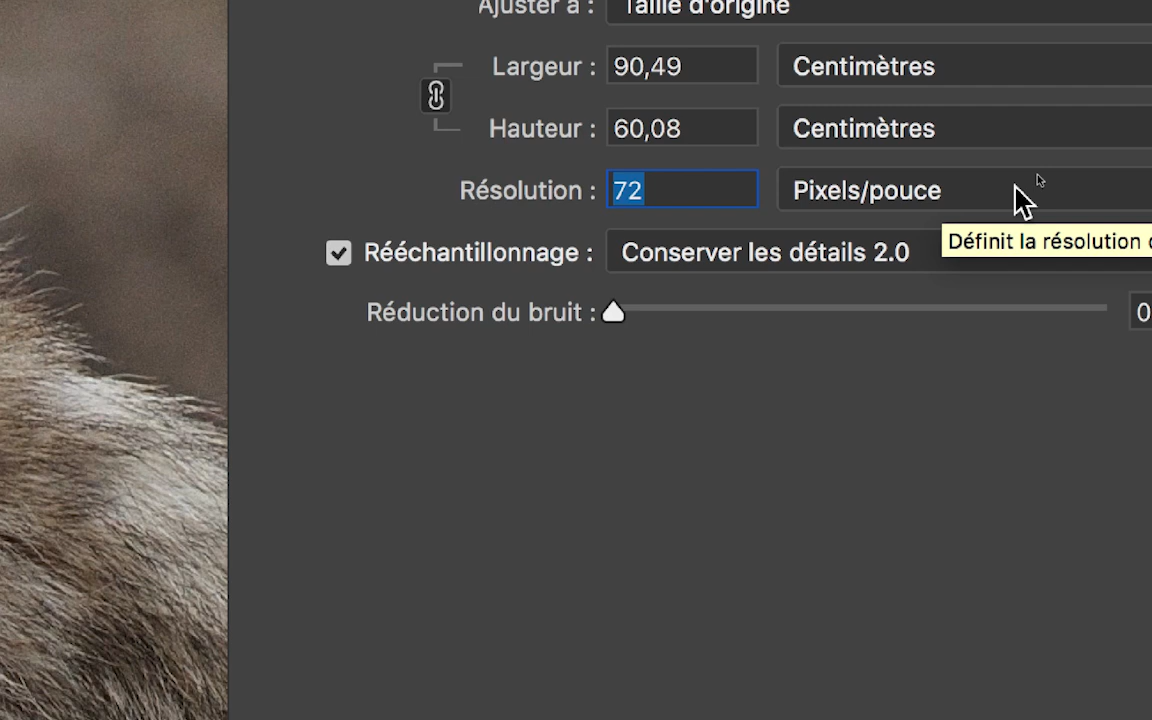 Ajuster à : Taille d'origine
Largeur : 90,49 Centimètres
Hauteur : 60,08 Centimètres
Résolution : 72 Pixels/pouce
Définit la résolution
Rééchantillonnage : Conserver les détails 2.0
Réduction du bruit : 0